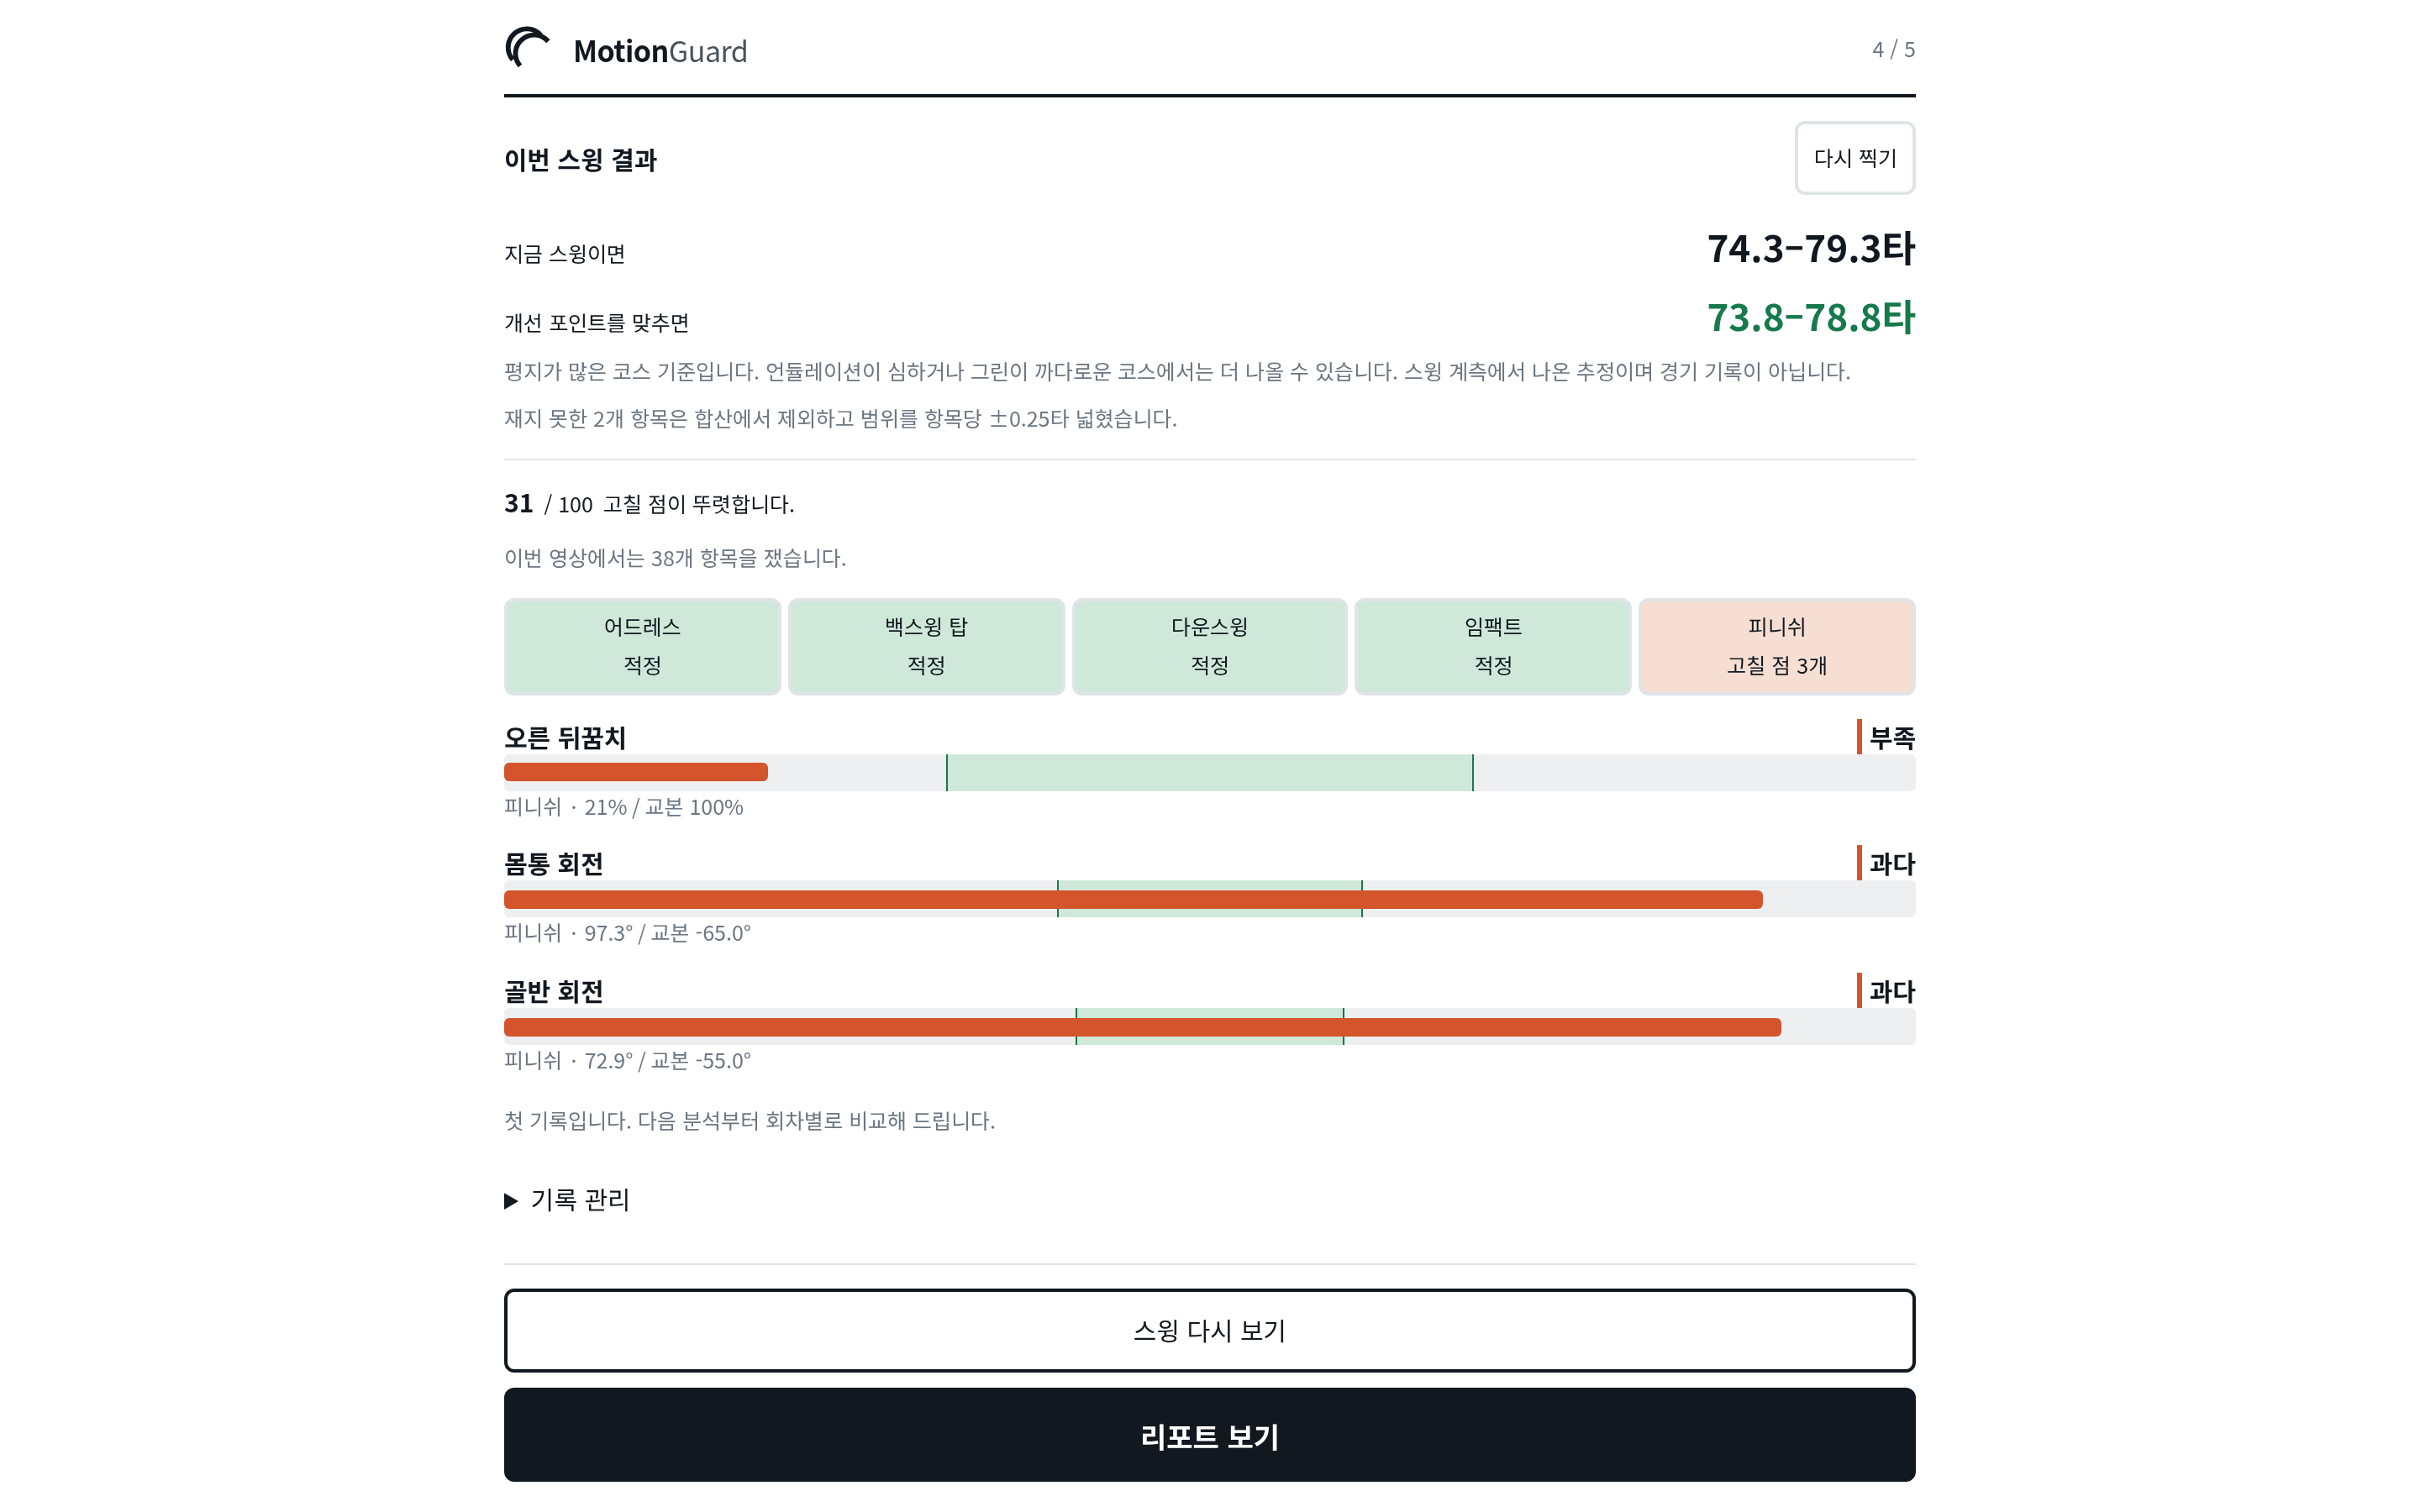 MotionGuard
4 / 5
이번 스윙 결과
다시 찍기
지금 스윙이면
74.3–79.3타
개선 포인트를 맞추면
73.8–78.8타
평지가 많은 코스 기준입니다. 언듈레이션이 심하거나 그린이 까다로운 코스에서는 더 나올 수 있습니다. 스윙 계측에서 나온 추정이며 경기 기록이 아닙니다.
재지 못한 2개 항목은 합산에서 제외하고 범위를 항목당 ±0.25타 넓혔습니다.
31 / 100 고칠 점이 뚜렷합니다.
이번 영상에서는 38개 항목을 쟀습니다.
어드레스
적정
백스윙 탑
적정
다운스윙
적정
임팩트
적정
피니쉬
고칠 점 3개
오른 뒤꿈치
부족
피니쉬 · 21% / 교본 100%
몸통 회전
과다
피니쉬 · 97.3° / 교본 -65.0°
골반 회전
과다
피니쉬 · 72.9° / 교본 -55.0°
첫 기록입니다. 다음 분석부터 회차별로 비교해 드립니다.
▶ 기록 관리
스윙 다시 보기
리포트 보기